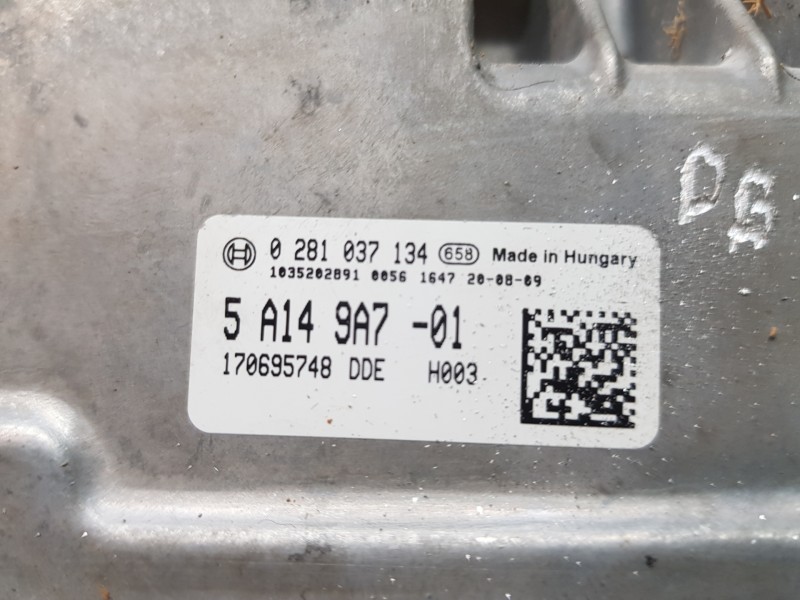 0 281 037 134 658 Made in Hungary
1035202891 0056 1647 20-08-09
5 A14 9A7 -01
170695748 DDE H003
DG